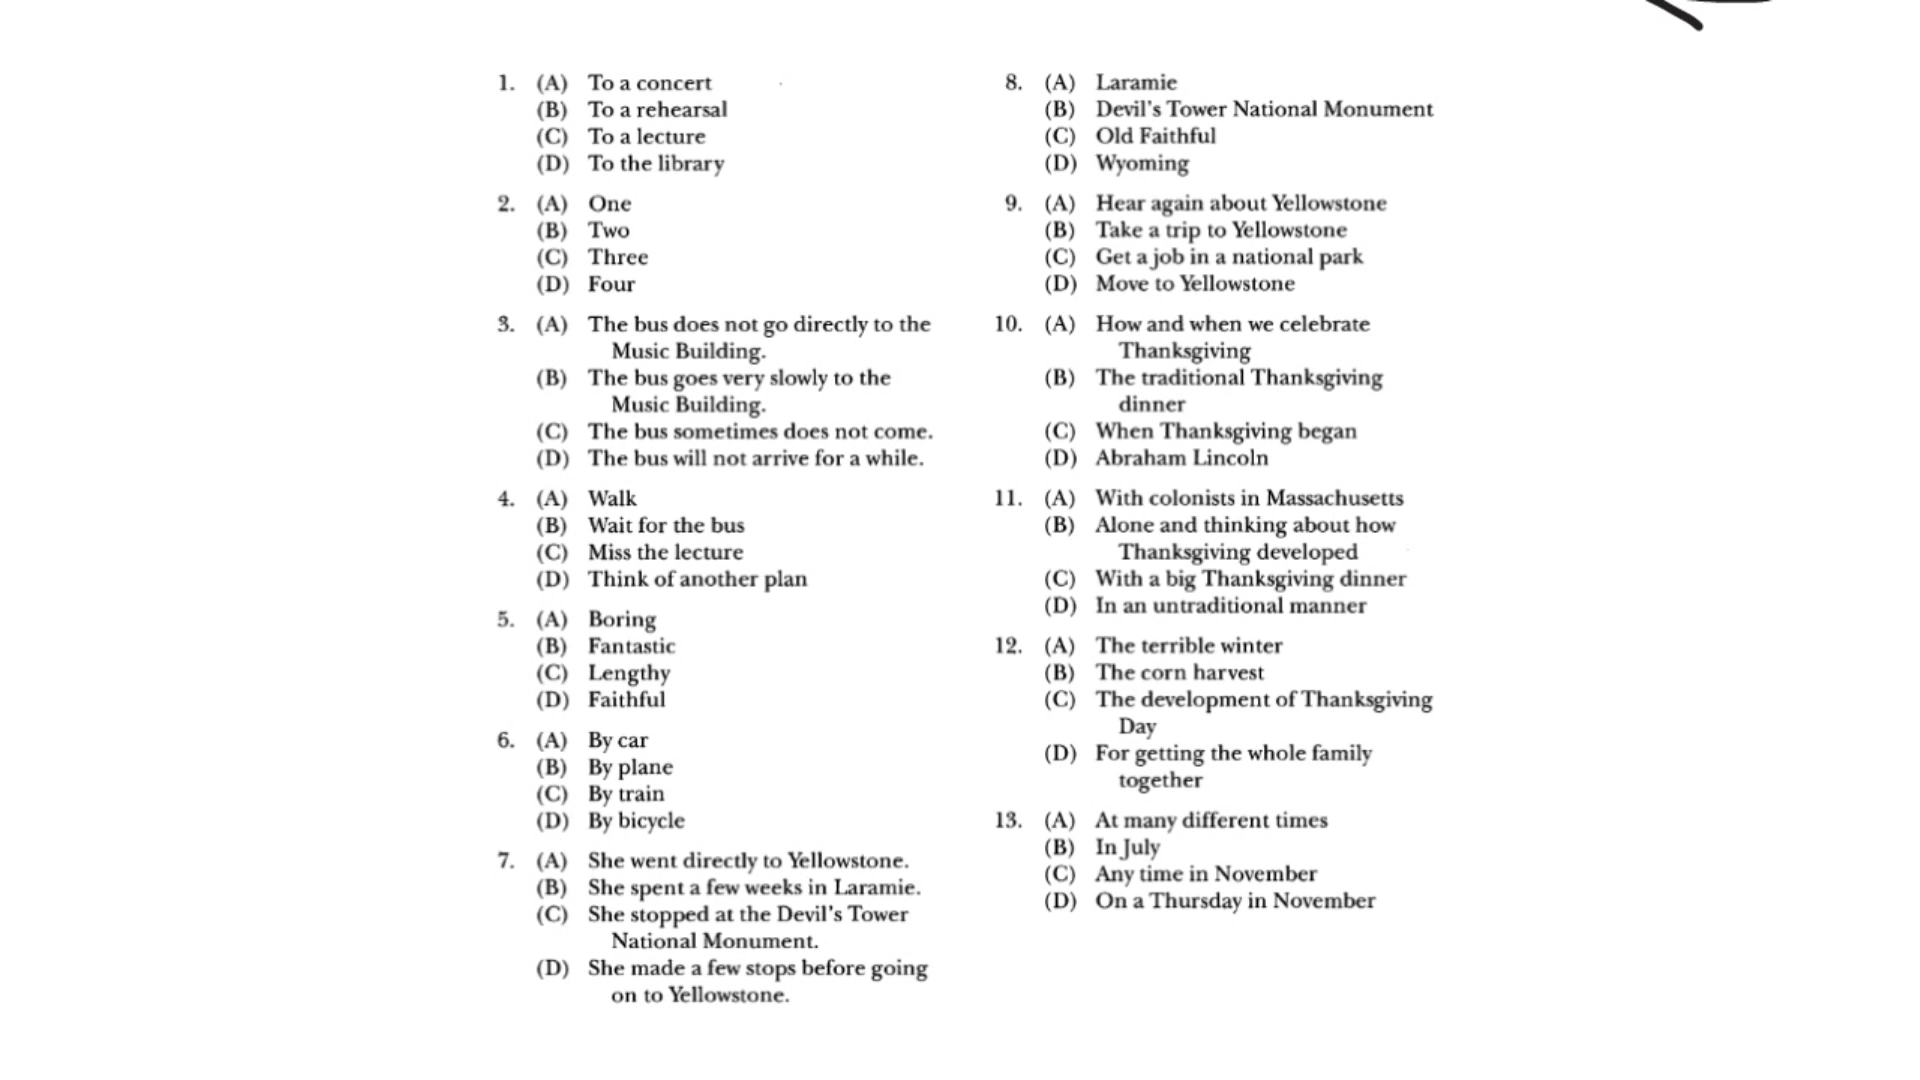 1. (A) To a concert
(B) To a rehearsal
(C) To a lecture
(D) To the library
2. (A) One
(B) Two
(C) Three
(D) Four
3. (A) The bus does not go directly to the
Music Building.
(B) The bus goes very slowly to the
Music Building.
(C) The bus sometimes does not come.
(D) The bus will not arrive for a while.
4. (A) Walk
(B) Wait for the bus
(C) Miss the lecture
(D) Think of another plan
5. (A) Boring
(B) Fantastic
(C) Lengthy
(D) Faithful
6. (A) By car
(B) By plane
(C) By train
(D) By bicycle
7. (A) She went directly to Yellowstone.
(B) She spent a few weeks in Laramie.
(C) She stopped at the Devil's Tower
National Monument.
(D) She made a few stops before going
on to Yellowstone.
8. (A) Laramie
(B) Devil's Tower National Monument
(C) Old Faithful
(D) Wyoming
9. (A) Hear again about Yellowstone
(B) Take a trip to Yellowstone
(C) Get a job in a national park
(D) Move to Yellowstone
10. (A) How and when we celebrate
Thanksgiving
(B) The traditional Thanksgiving
dinner
(C) When Thanksgiving began
(D) Abraham Lincoln
11. (A) With colonists in Massachusetts
(B) Alone and thinking about how
Thanksgiving developed
(C) With a big Thanksgiving dinner
(D) In an untraditional manner
12. (A) The terrible winter
(B) The corn harvest
(C) The development of Thanksgiving
Day
(D) For getting the whole family
together
13. (A) At many different times
(B) In July
(C) Any time in November
(D) On a Thursday in November